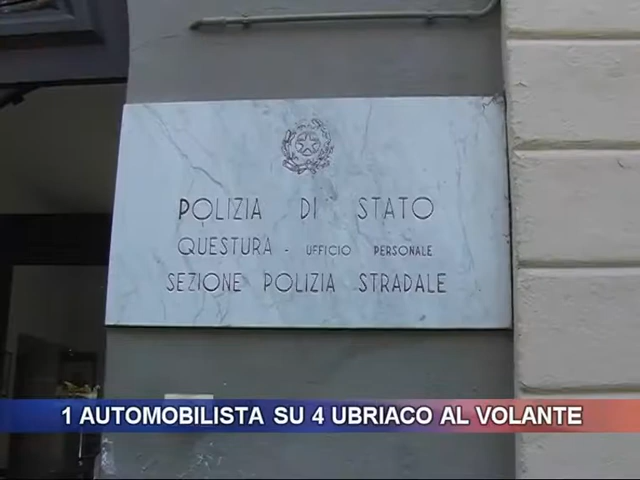 POLIZIA DI STATO
QUESTURA - UFFICIO PERSONALE
SEZIONE POLIZIA STRADALE
1 AUTOMOBILISTA SU 4 UBRIACO AL VOLANTE